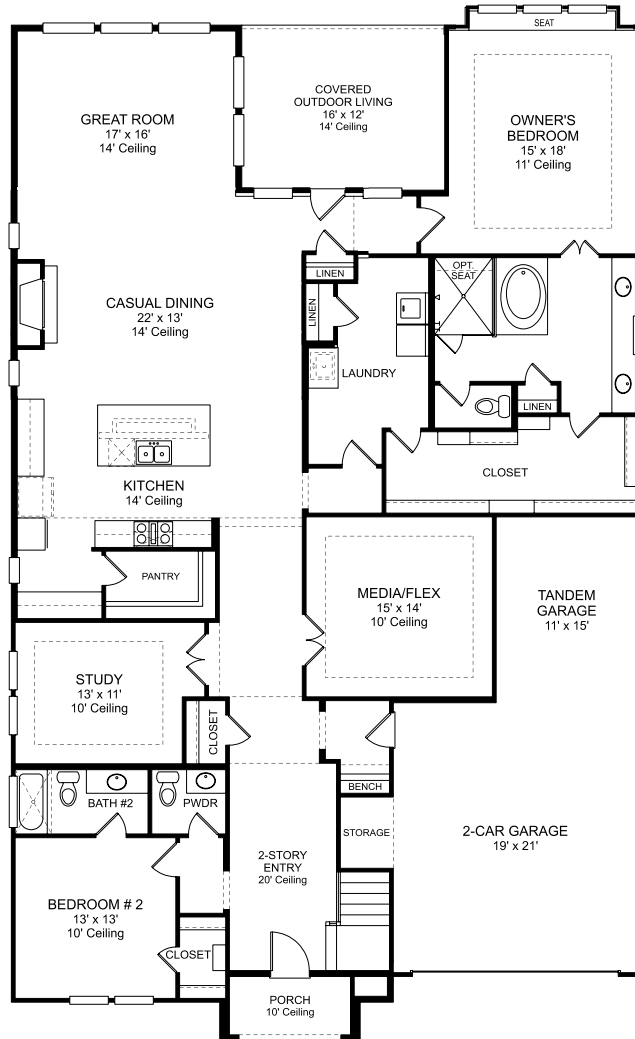 SEAT
GREAT ROOM
17' x 16'
14' Ceiling
COVERED
OUTDOOR LIVING
16' x 12'
14' Ceiling
OWNER'S
BEDROOM
15' x 18'
11' Ceiling
LINEN
OPT.
SEAT
LINEN
CASUAL DINING
22' x 13'
14' Ceiling
LAUNDRY
LINEN
KITCHEN
14' Ceiling
CLOSET
PANTRY
MEDIA/FLEX
15' x 14'
10' Ceiling
TANDEM
GARAGE
11' x 15'
STUDY
13' x 11'
10' Ceiling
CLOSET
BENCH
BATH #2
PWDR
STORAGE
2-CAR GARAGE
19' x 21'
2-STORY
ENTRY
20' Ceiling
BEDROOM # 2
13' x 13'
10' Ceiling
CLOSET
PORCH
10' Ceiling